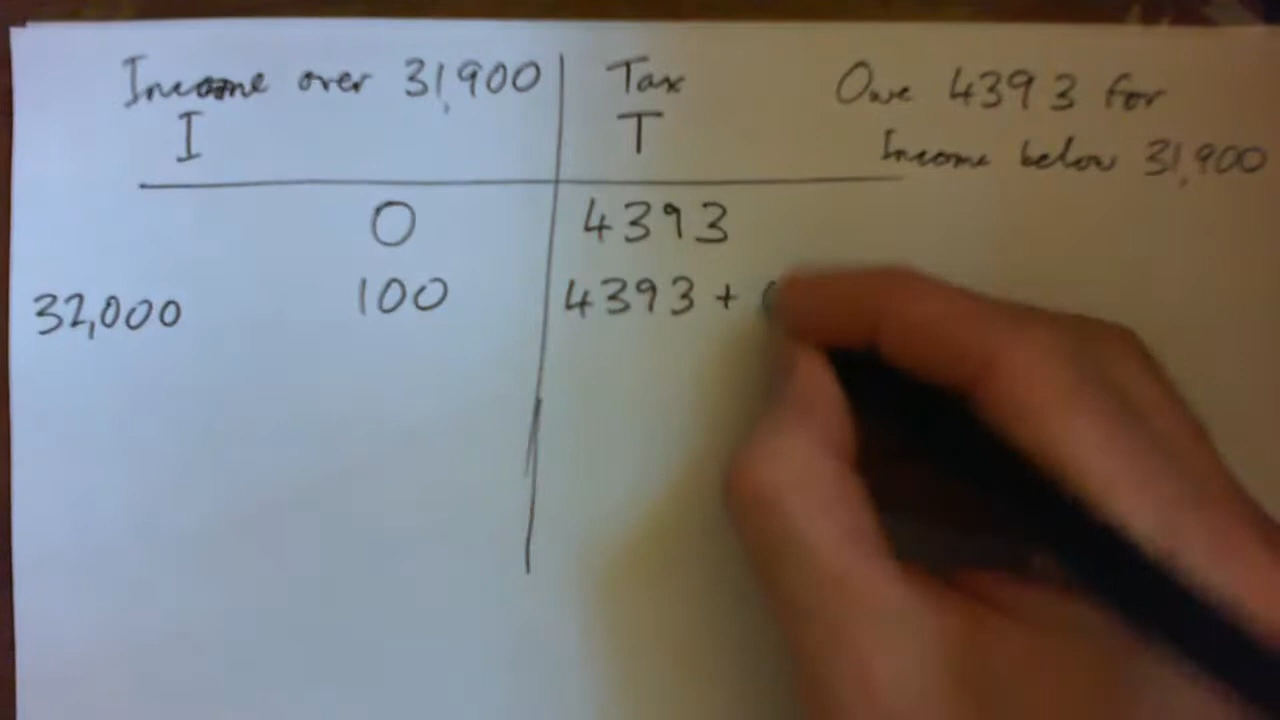 Income over 31,900 Tax Owe 4393 for
I T Income below 31,900
0 4393
32,000 100 4393 +